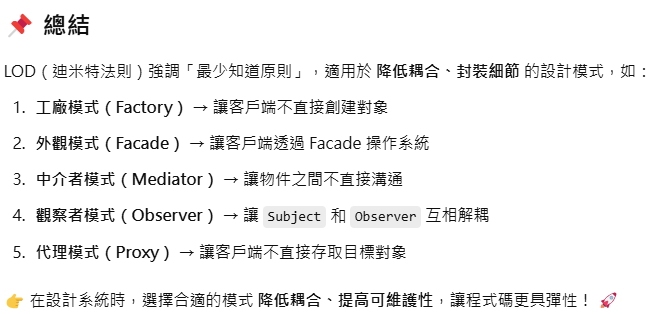 📌 總結
LOD（迪米特法則）強調「最少知道原則」，適用於 降低耦合、封裝細節 的設計模式，如：
1. 工廠模式（Factory） → 讓客戶端不直接創建對象
2. 外觀模式（Facade） → 讓客戶端透過 Facade 操作系統
3. 中介者模式（Mediator） → 讓物件之間不直接溝通
4. 觀察者模式（Observer） → 讓 Subject 和 Observer 互相解耦
5. 代理模式（Proxy） → 讓客戶端不直接存取目標對象
👉 在設計系統時，選擇合適的模式 降低耦合、提高可維護性，讓程式碼更具彈性！ 🚀